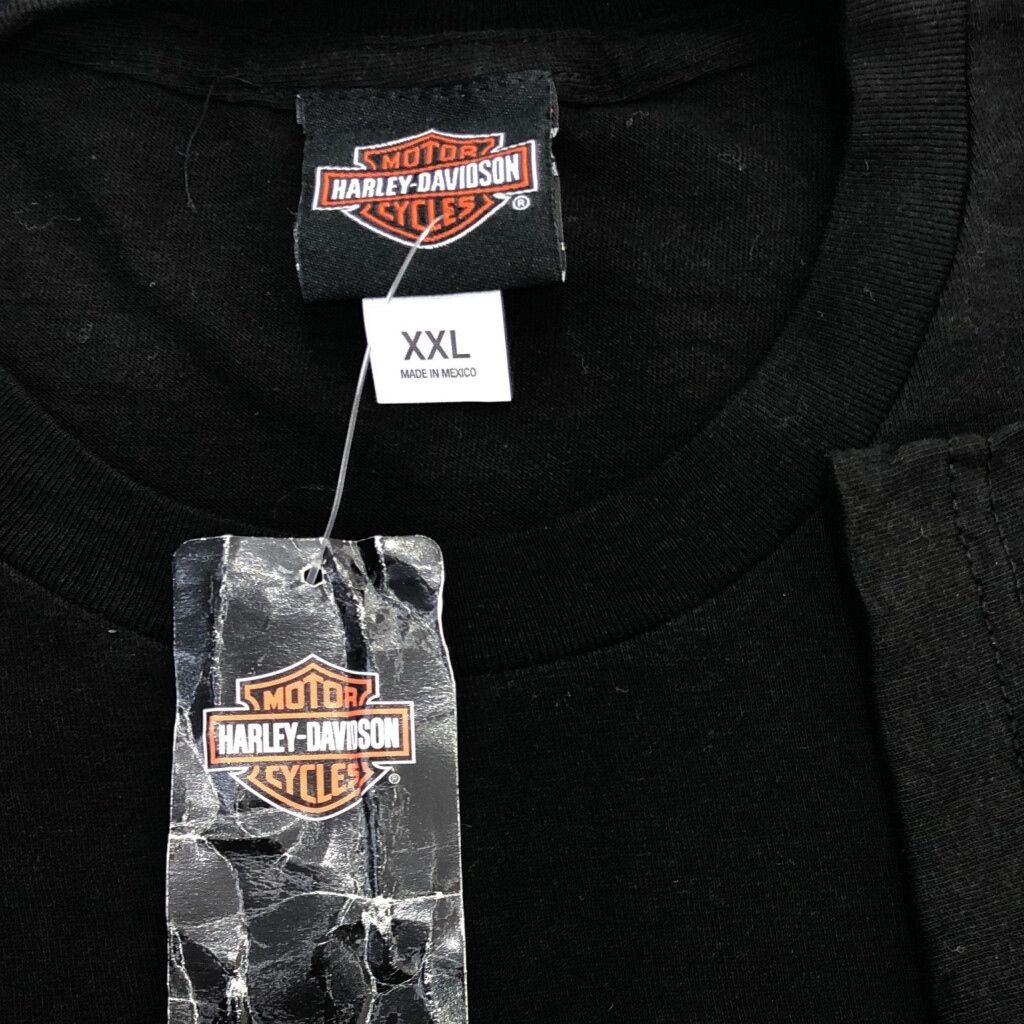 MOTOR
HARLEY-DAVIDSON
CYCLES
®
XXL
MADE IN MEXICO
MOTOR
HARLEY-DAVIDSON
CYCLES
®